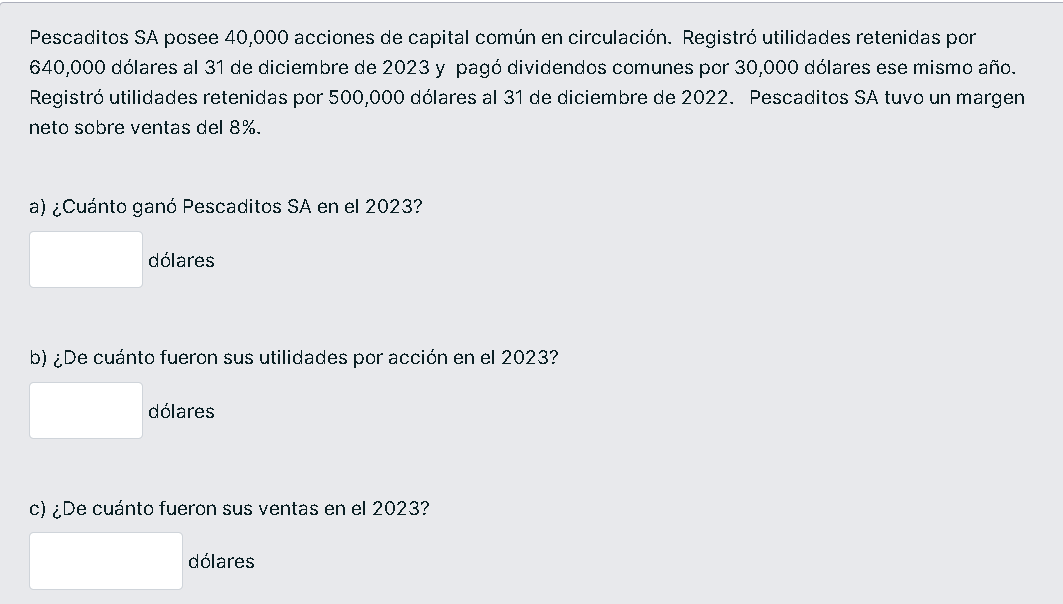 Pescaditos SA posee 40,000 acciones de capital común en circulación. Registró utilidades retenidas por
640,000 dólares al 31 de diciembre de 2023 y pagó dividendos comunes por 30,000 dólares ese mismo año.
Registró utilidades retenidas por 500,000 dólares al 31 de diciembre de 2022. Pescaditos SA tuvo un margen
neto sobre ventas del 8%.
a) ¿Cuánto ganó Pescaditos SA en el 2023?
dólares
b) ¿De cuánto fueron sus utilidades por acción en el 2023?
dólares
c) ¿De cuánto fueron sus ventas en el 2023?
dólares